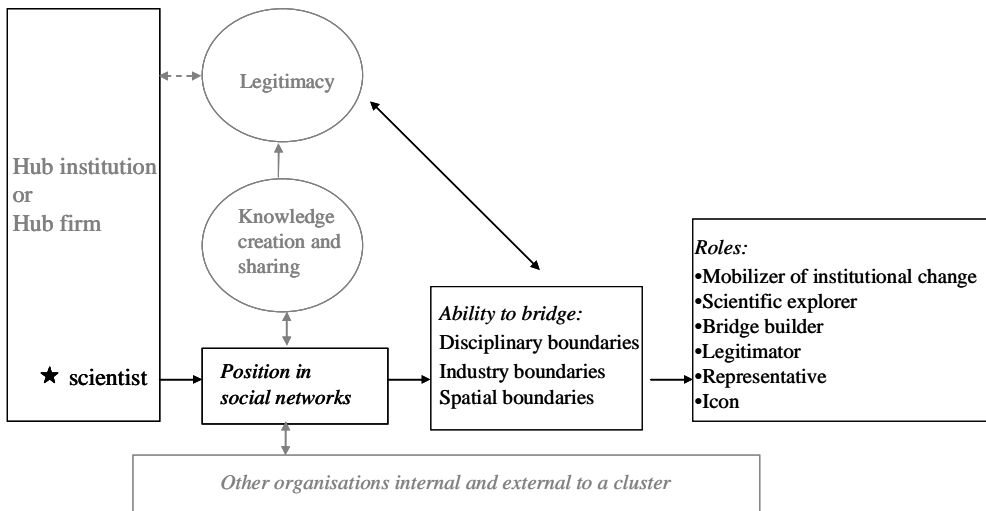 Legitimacy
Hub institution
or
Hub firm
Knowledge
creation and
sharing
★ scientist
Position in
social networks
Ability to bridge:
Disciplinary boundaries
Industry boundaries
Spatial boundaries
Roles:
•Mobilizer of institutional change
•Scientific explorer
•Bridge builder
•Legitimator
•Representative
•Icon
Other organisations internal and external to a cluster